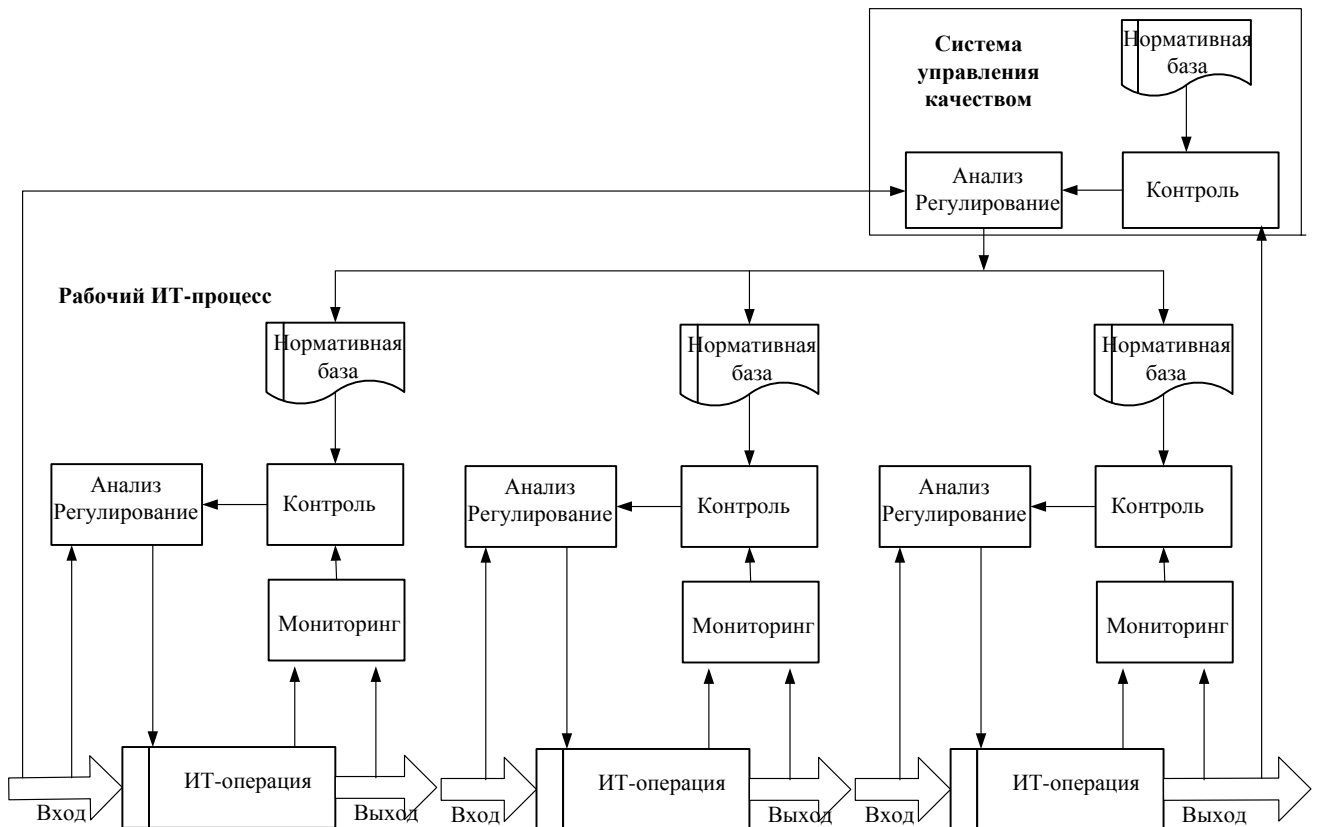 Система
управления
качеством
Нормативная
база
Анализ
Регулирование
Контроль
Рабочий ИТ-процесс
Нормативная
база
Нормативная
база
Нормативная
база
Анализ
Регулирование
Контроль
Анализ
Регулирование
Контроль
Анализ
Регулирование
Контроль
Мониторинг
Мониторинг
Мониторинг
ИТ-операция
ИТ-операция
ИТ-операция
Вход
Выход
Вход
Выход
Вход
Выход